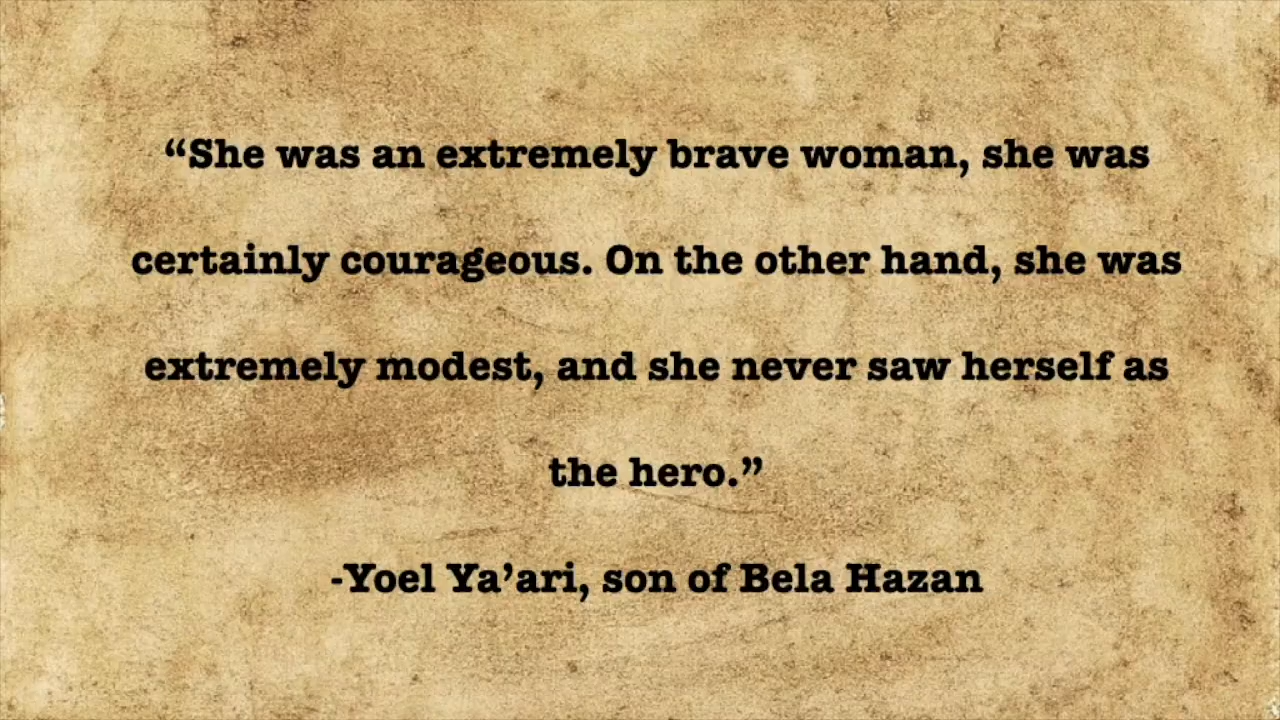 “She was an extremely brave woman, she was
certainly courageous. On the other hand, she was
extremely modest, and she never saw herself as
the hero.”
-Yoel Ya’ari, son of Bela Hazan